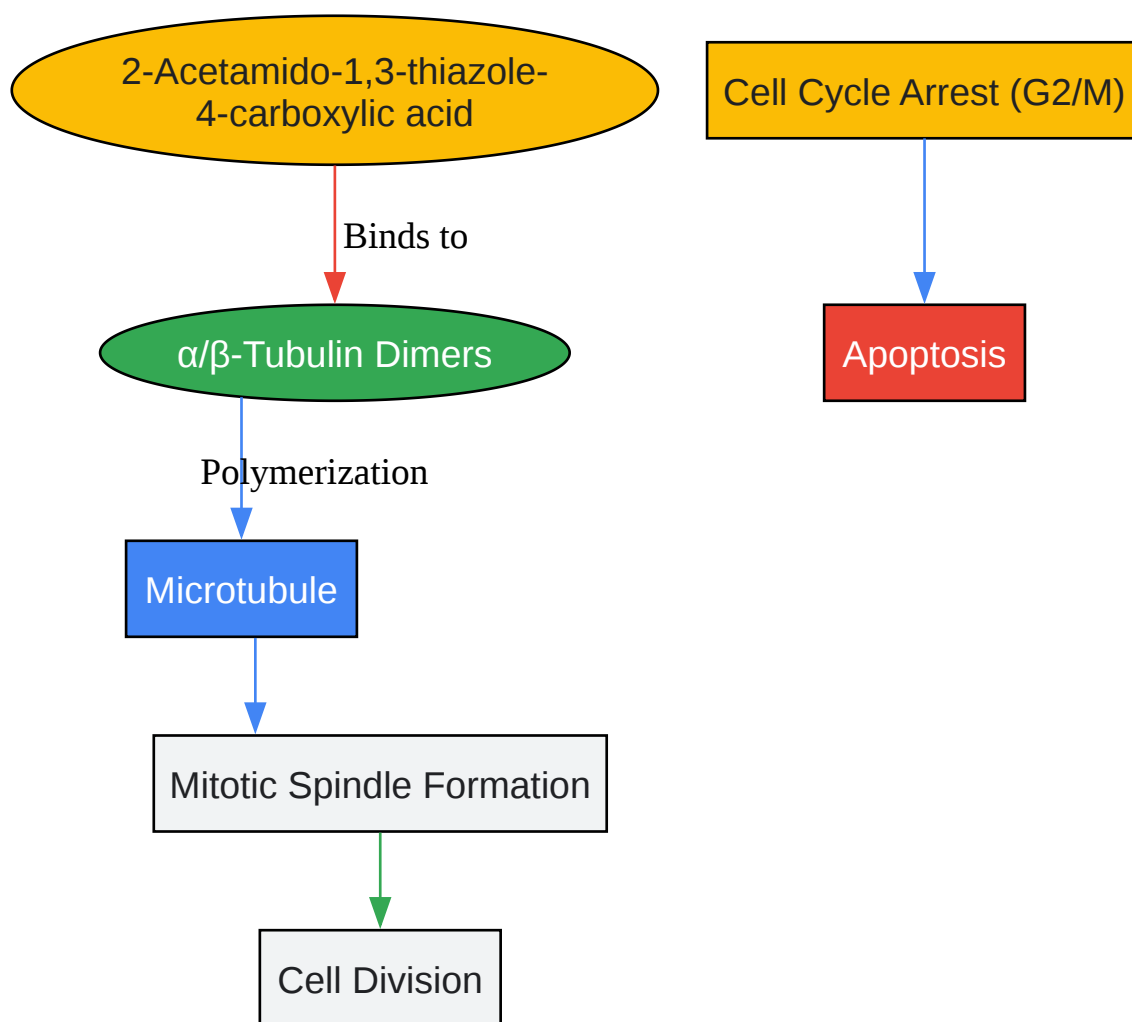 2-Acetamido-1,3-thiazole-
4-carboxylic acid
Cell Cycle Arrest (G2/M)
Binds to
α/β-Tubulin Dimers
Apoptosis
Polymerization
Microtubule
Mitotic Spindle Formation
Cell Division